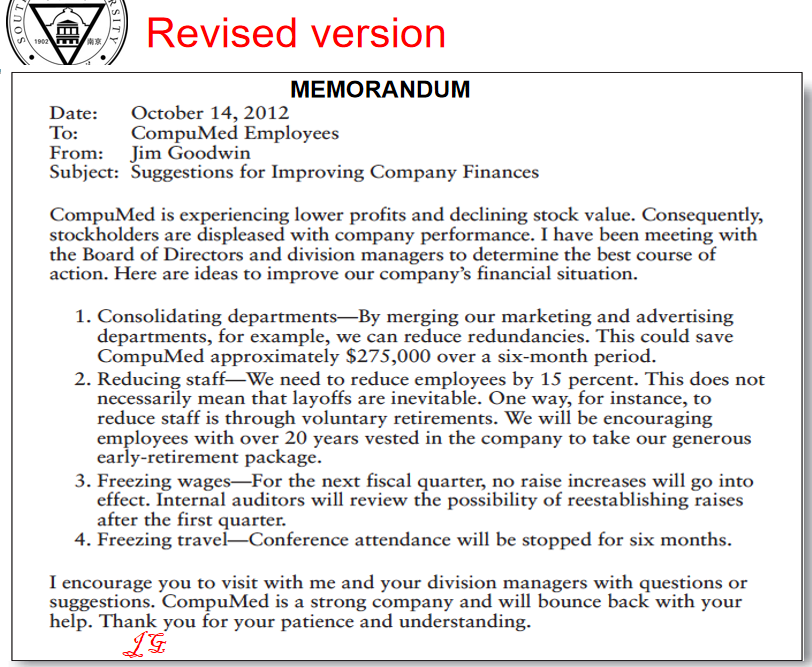 SOUT
RSITY
1902 南京
Revised version
MEMORANDUM
Date: October 14, 2012
To: CompuMed Employees
From: Jim Goodwin
Subject: Suggestions for Improving Company Finances
CompuMed is experiencing lower profits and declining stock value. Consequently,
stockholders are displeased with company performance. I have been meeting with
the Board of Directors and division managers to determine the best course of
action. Here are ideas to improve our company’s financial situation.
1. Consolidating departments—By merging our marketing and advertising
departments, for example, we can reduce redundancies. This could save
CompuMed approximately $275,000 over a six-month period.
2. Reducing staff—We need to reduce employees by 15 percent. This does not
necessarily mean that layoffs are inevitable. One way, for instance, to
reduce staff is through voluntary retirements. We will be encouraging
employees with over 20 years vested in the company to take our generous
early-retirement package.
3. Freezing wages—For the next fiscal quarter, no raise increases will go into
effect. Internal auditors will review the possibility of reestablishing raises
after the first quarter.
4. Freezing travel—Conference attendance will be stopped for six months.
I encourage you to visit with me and your division managers with questions or
suggestions. CompuMed is a strong company and will bounce back with your
help. Thank you for your patience and understanding.
JG